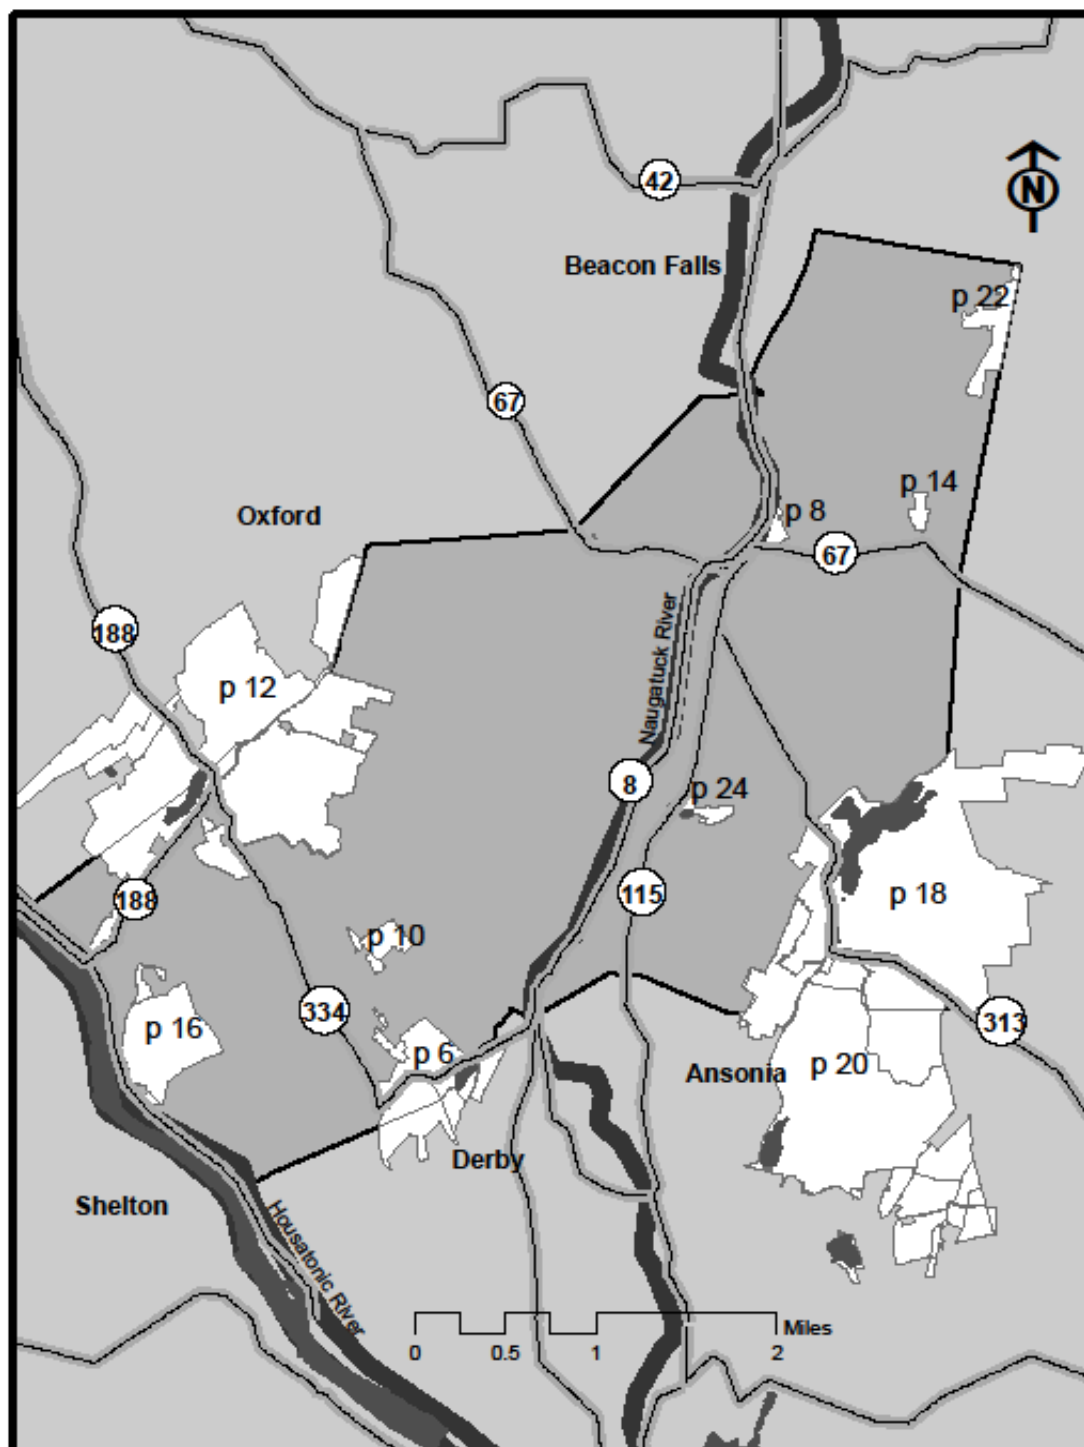 42
N
Beacon Falls
p 22
67
p 14
p 8
Oxford
67
188
Naugatuck River
p 12
8
p 24
115
188
p 18
p 10
334
313
p 16
p 6
Ansonia
p 20
Derby
Shelton
Housatonic River
Miles
0 0.5 1 2